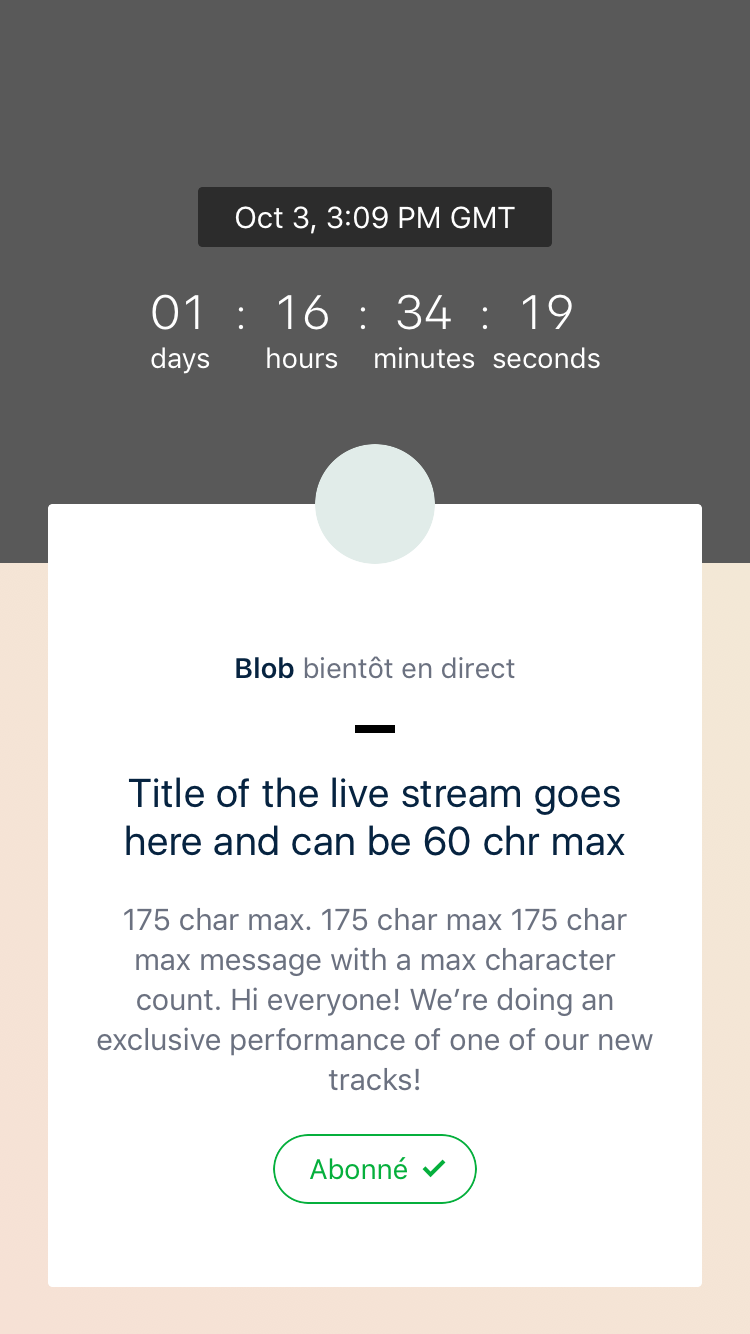 Oct 3, 3:09 PM GMT
01 : 16 : 34 : 19
days hours minutes seconds
Blob bientôt en direct
Title of the live stream goes
here and can be 60 chr max
175 char max. 175 char max 175 char
max message with a max character
count. Hi everyone! We’re doing an
exclusive performance of one of our new
tracks!
Abonné